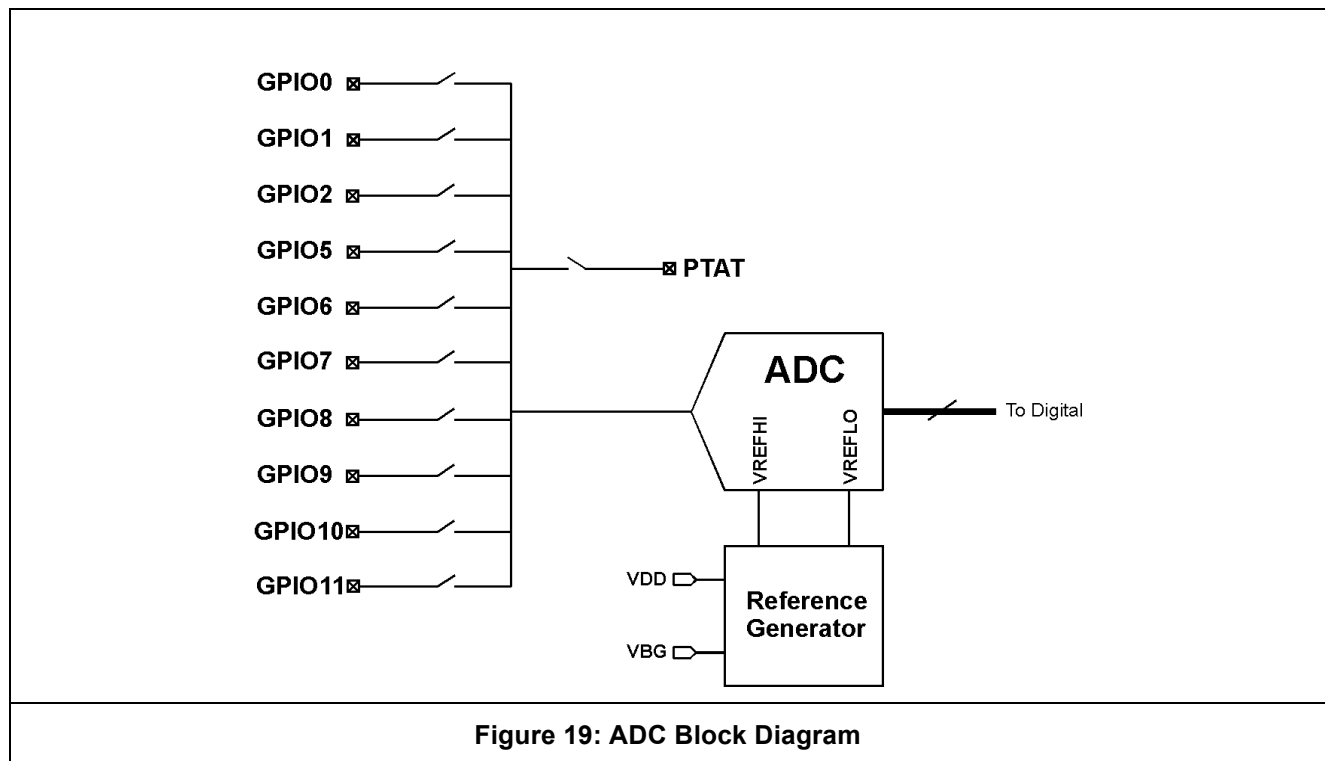 GPIO0
GPIO1
GPIO2
GPIO5
PTAT
GPIO6
GPIO7
ADC
GPIO8
To Digital
VREFHI
VREFLO
GPIO9
GPIO10
GPIO11
VDD
Reference
Generator
VBG
Figure 19: ADC Block Diagram